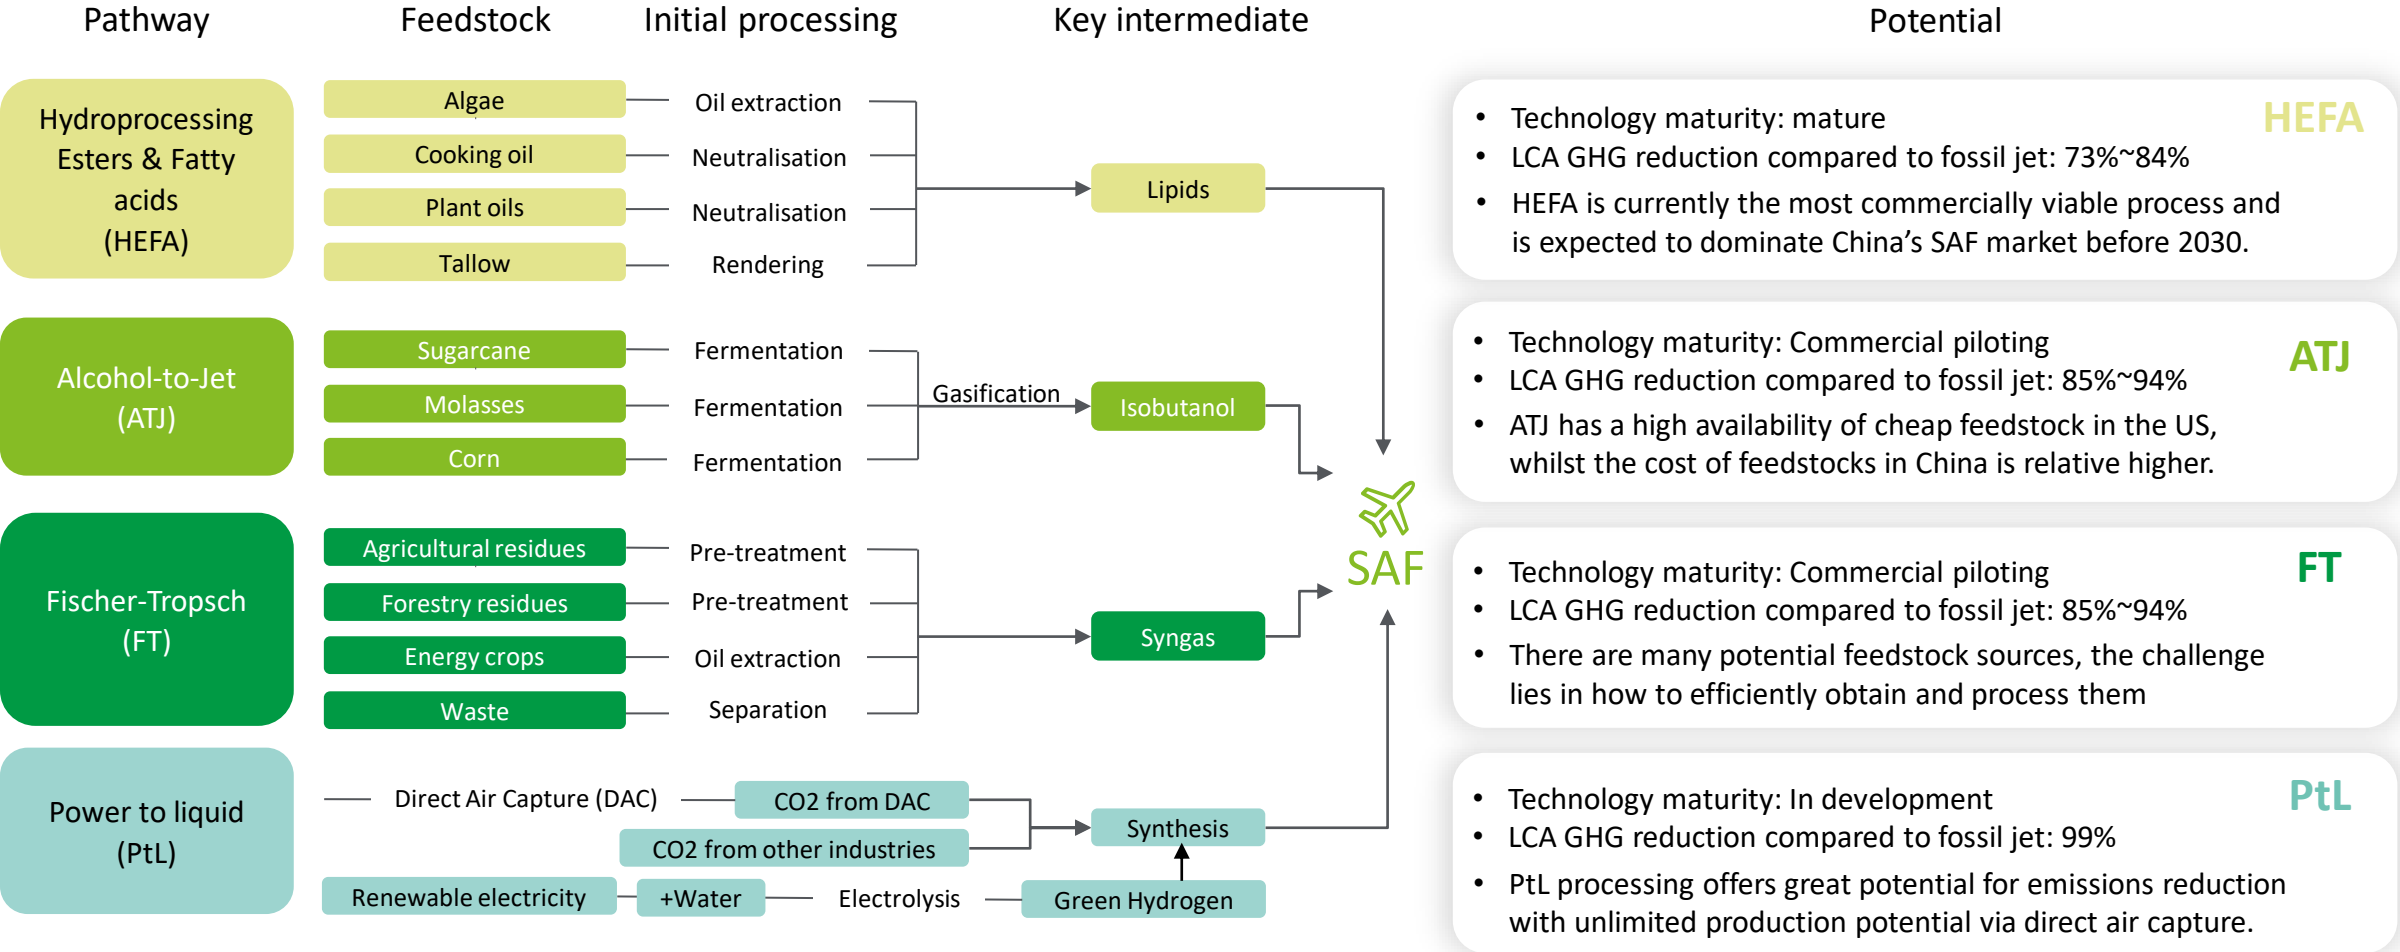 Pathway
Feedstock
Initial processing
Key intermediate
Potential
Hydroprocessing
Esters & Fatty
acids
(HEFA)
Algae
Oil extraction
Cooking oil
Neutralisation
Plant oils
Neutralisation
Tallow
Rendering
Lipids
HEFA
• Technology maturity: mature
• LCA GHG reduction compared to fossil jet: 73%~84%
• HEFA is currently the most commercially viable process and
is expected to dominate China’s SAF market before 2030.
Alcohol-to-Jet
(ATJ)
Sugarcane
Fermentation
Molasses
Fermentation
Corn
Fermentation
Gasification
Isobutanol
ATJ
• Technology maturity: Commercial piloting
• LCA GHG reduction compared to fossil jet: 85%~94%
• ATJ has a high availability of cheap feedstock in the US,
whilst the cost of feedstocks in China is relative higher.
SAF
Fischer-Tropsch
(FT)
Agricultural residues
Pre-treatment
Forestry residues
Pre-treatment
Energy crops
Oil extraction
Waste
Separation
Syngas
FT
• Technology maturity: Commercial piloting
• LCA GHG reduction compared to fossil jet: 85%~94%
• There are many potential feedstock sources, the challenge
lies in how to efficiently obtain and process them
Power to liquid
(PtL)
Direct Air Capture (DAC)
CO2 from DAC
CO2 from other industries
Synthesis
Renewable electricity
+Water
Electrolysis
Green Hydrogen
PtL
• Technology maturity: In development
• LCA GHG reduction compared to fossil jet: 99%
• PtL processing offers great potential for emissions reduction
with unlimited production potential via direct air capture.